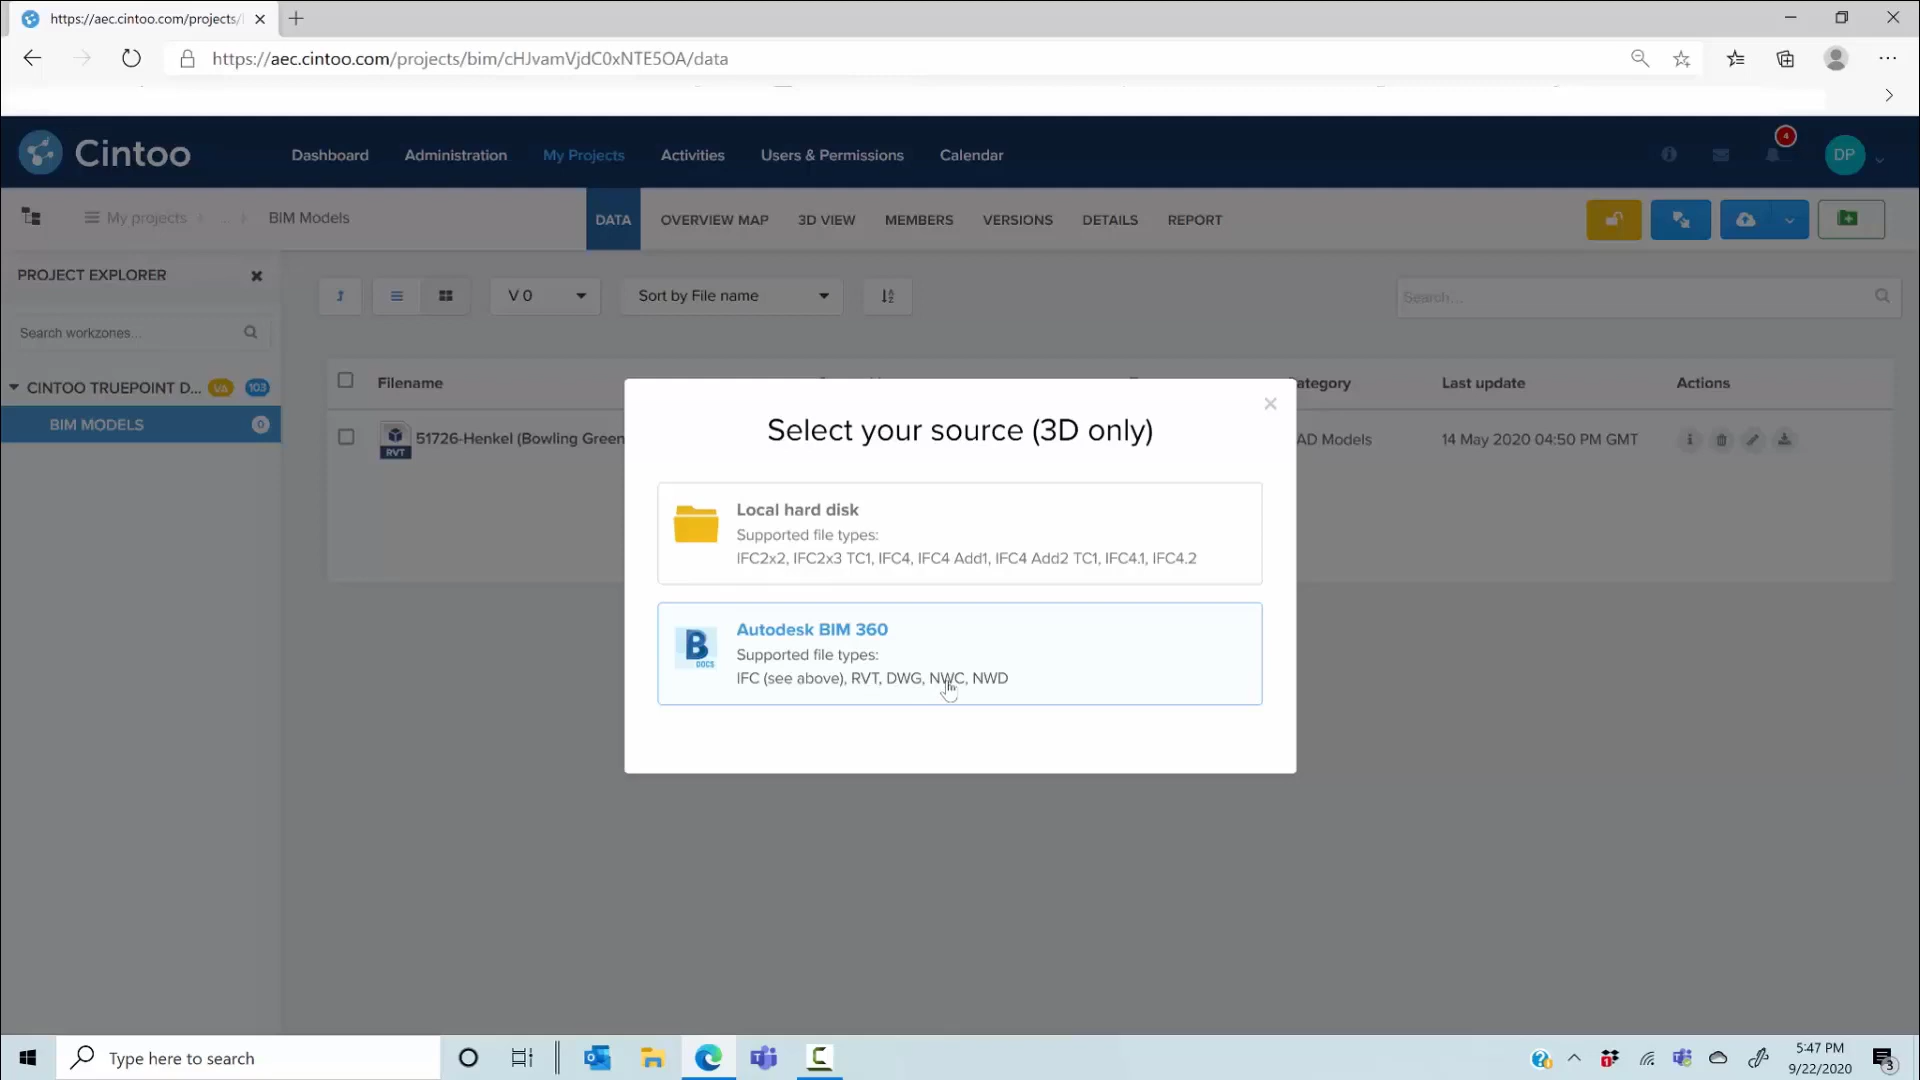 https://aec.cintoo.com/projects/
https://aec.cintoo.com/projects/bim/cHJvamVjdC0xNTE5OA/data
Cintoo
Dashboard
Administration
My Projects
Activities
Users & Permissions
Calendar
4
DP
My projects
...
BIM Models
DATA
OVERVIEW MAP
3D VIEW
MEMBERS
VERSIONS
DETAILS
REPORT
PROJECT EXPLORER
Search workzones...
CINTOO TRUEPOINT D... VA 103
BIM MODELS 0
V 0
Sort by File name
Search...
Filename
ategory
Last update
Actions
RVT
51726-Henkel (Bowling Green
AD Models
14 May 2020 04:50 PM GMT
Select your source (3D only)
Local hard disk
Supported file types:
IFC2x2, IFC2x3 TC1, IFC4, IFC4 Add1, IFC4 Add2 TC1, IFC4.1, IFC4.2
B
DOCS
Autodesk BIM 360
Supported file types:
IFC (see above), RVT, DWG, NWC, NWD
Type here to search
5:47 PM
9/22/2020
3